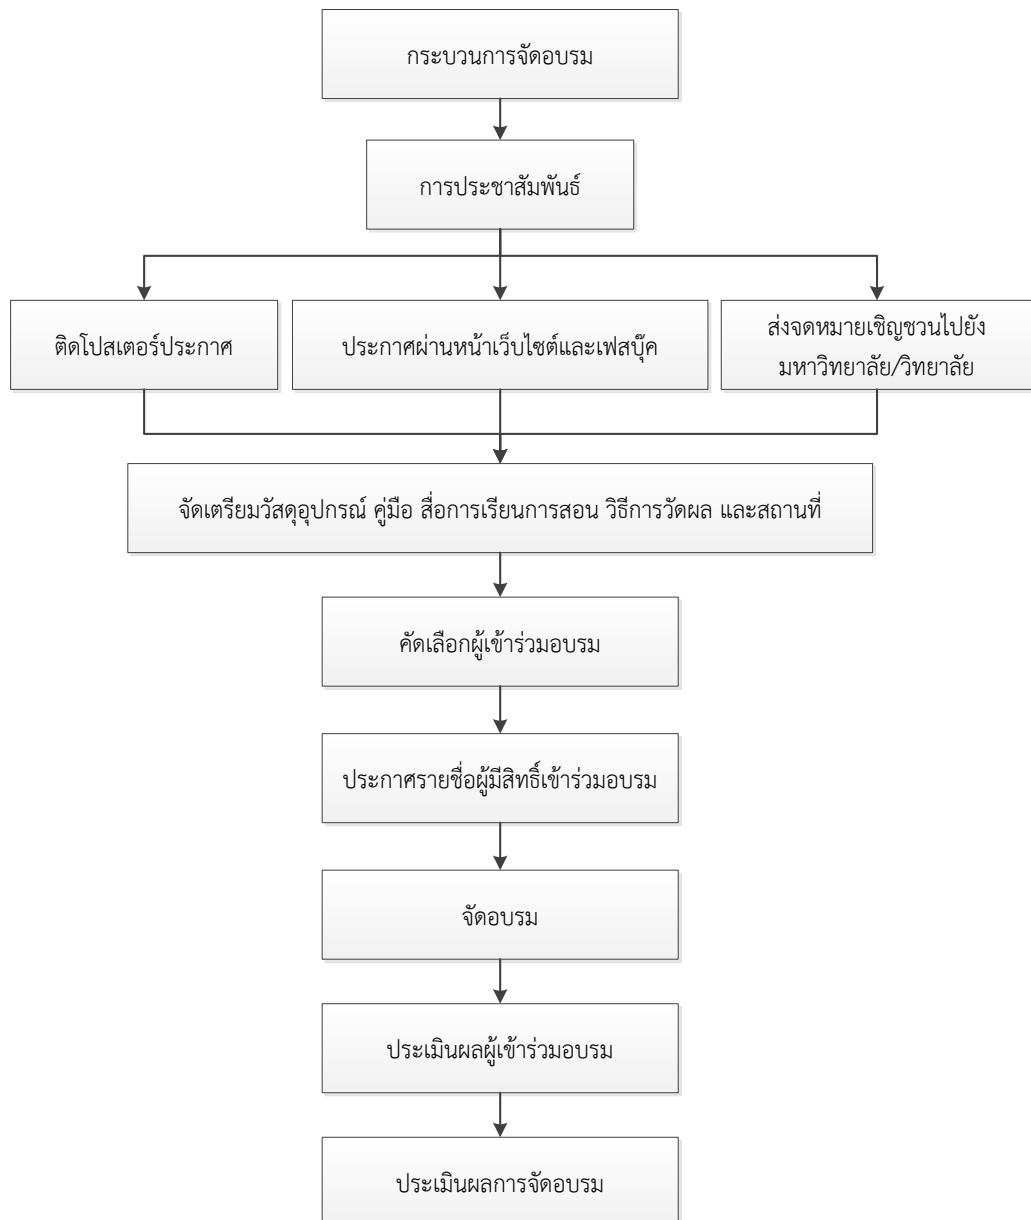 กระบวนการจัดอบรม
การประชาสัมพันธ์
ติดโปสเตอร์ประกาศ
ประกาศผ่านหน้าเว็บไซต์และเฟสบุ๊ค
ส่งจดหมายเชิญชวนไปยัง
มหาวิทยาลัย/วิทยาลัย
จัดเตรียมวัสดุอุปกรณ์ คู่มือ สื่อการเรียนการสอน วิธีการวัดผล และสถานที่
คัดเลือกผู้เข้าร่วมอบรม
ประกาศรายชื่อผู้มีสิทธิ์เข้าร่วมอบรม
จัดอบรม
ประเมินผลผู้เข้าร่วมอบรม
ประเมินผลการจัดอบรม